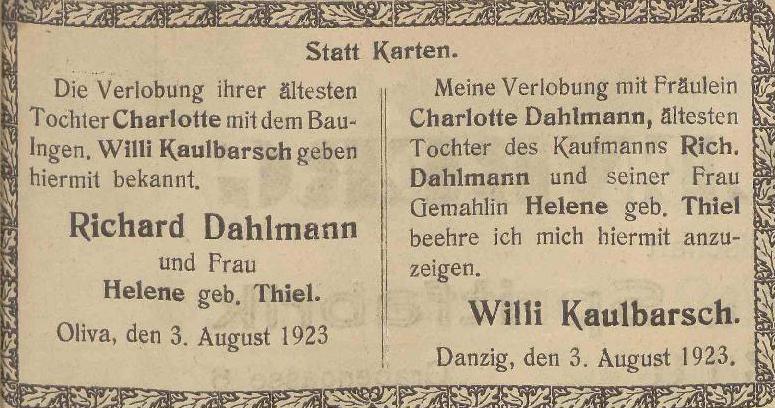 Statt Karten.
Die Verlobung ihrer ältesten
Tochter Charlotte mit dem Bau-
Ingen. Willi Kaulbarsch geben
hiermit bekannt.
Richard Dahlmann
und Frau
Helene geb. Thiel.
Oliva, den 3. August 1923
Meine Verlobung mit Fräulein
Charlotte Dahlmann, ältesten
Tochter des Kaufmanns Rich.
Dahlmann und seiner Frau
Gemahlin Helene geb. Thiel
beehre ich mich hiermit anzu-
zeigen.
Willi Kaulbarsch.
Danzig, den 3. August 1923.